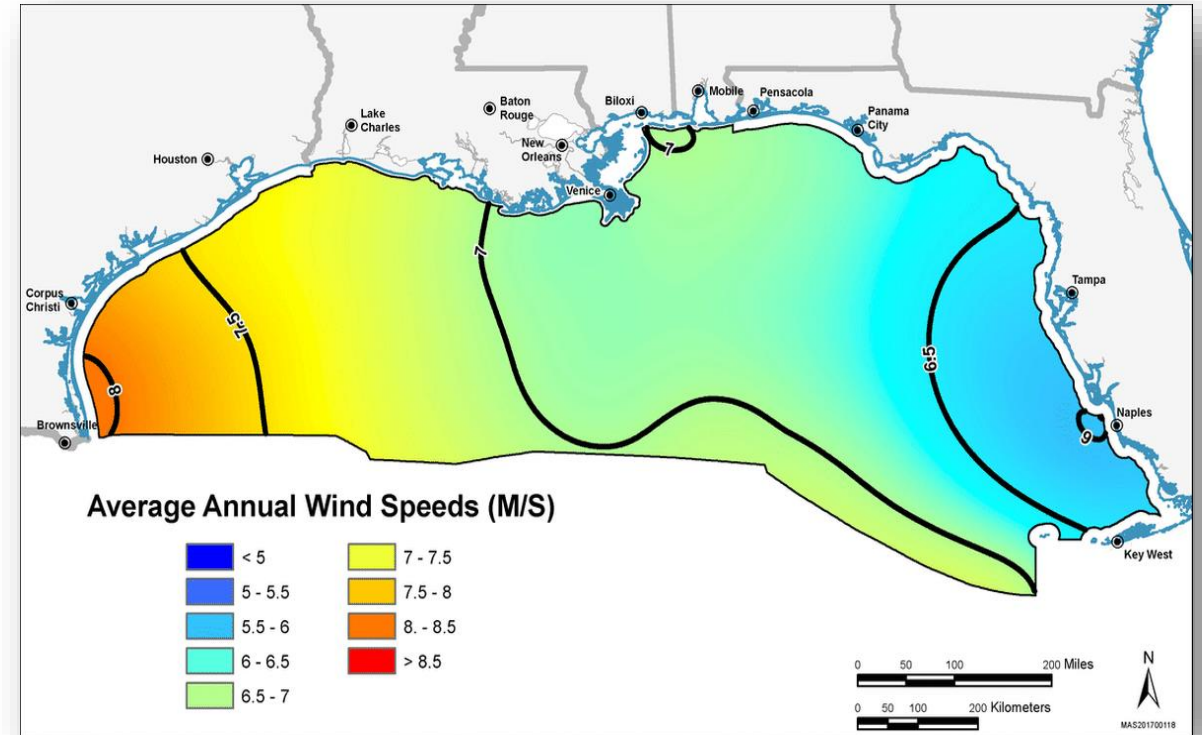 Mobile
Pensacola
Biloxi
Baton
Rouge
Panama
City
Lake
Charles
New
Orleans
Houston
7
Venice
7
Tampa
Corpus
Christi
7.5
6.5
8
Naples
Brownsville
6
Average Annual Wind Speeds (M/S)
< 5
5 - 5.5
5.5 - 6
6 - 6.5
6.5 - 7
7 - 7.5
7.5 - 8
8. - 8.5
> 8.5
Key West
0 50 100 200 Miles
0 50 100 200 Kilometers
N
MAS201700118